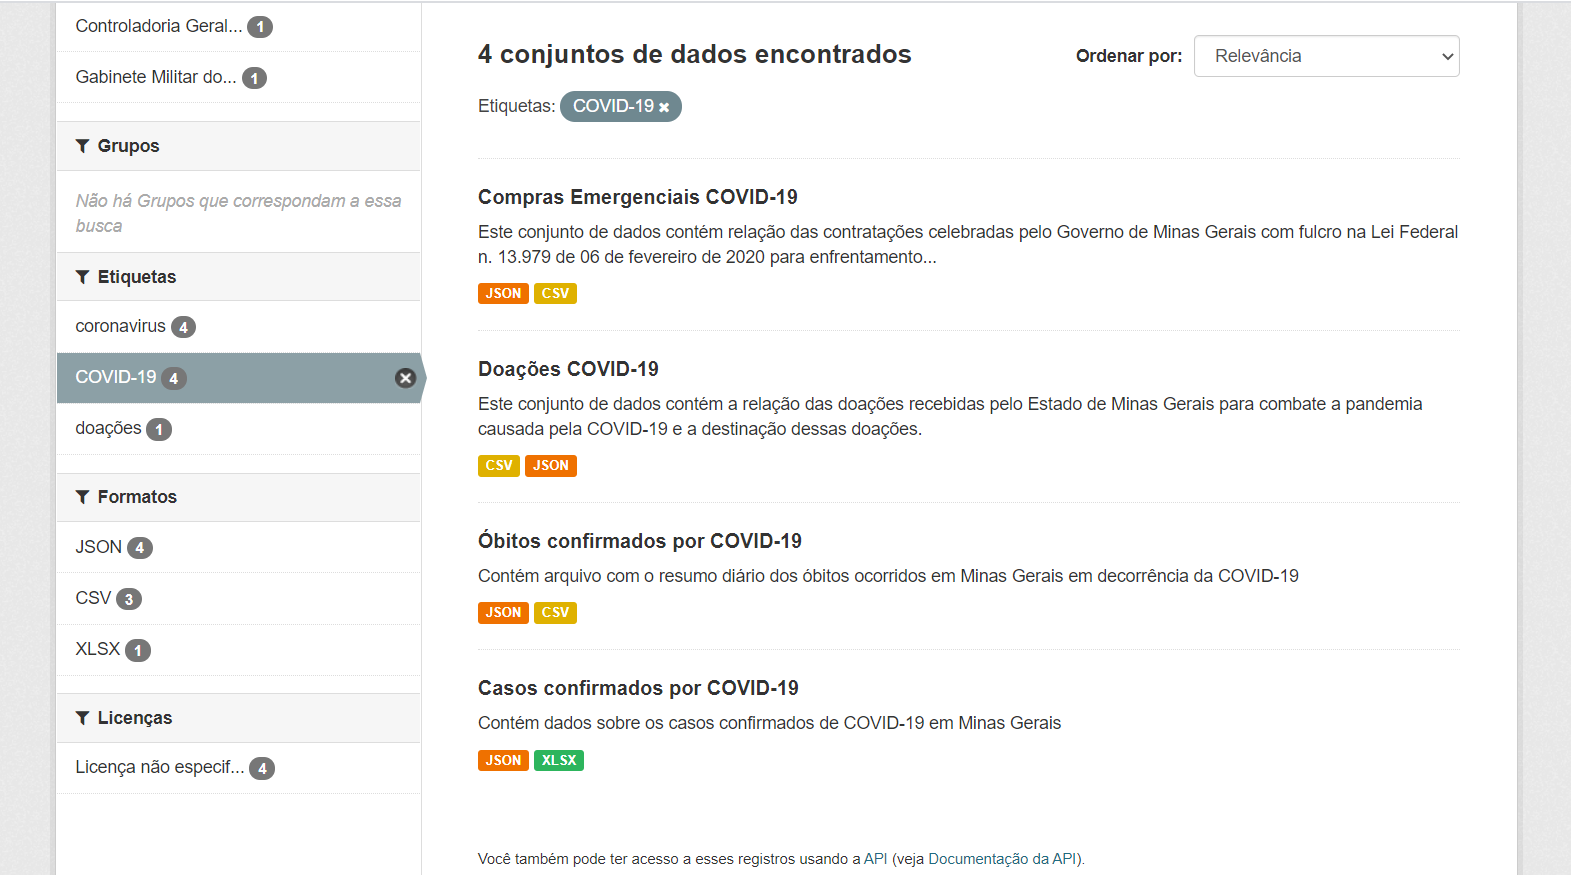 Controladoria Geral... 1
Gabinete Militar do... 1
Grupos
Não há Grupos que correspondam a essa
busca
Etiquetas
coronavirus 4
COVID-19 4
doações 1
Formatos
JSON 4
CSV 3
XLSX 1
Licenças
Licença não especif... 4
4 conjuntos de dados encontrados
Ordenar por: Relevância
Etiquetas: COVID-19
Compras Emergenciais COVID-19
Este conjunto de dados contém relação das contratações celebradas pelo Governo de Minas Gerais com fulcro na Lei Federal
n. 13.979 de 06 de fevereiro de 2020 para enfrentamento...
JSON CSV
Doações COVID-19
Este conjunto de dados contém a relação das doações recebidas pelo Estado de Minas Gerais para combate a pandemia
causada pela COVID-19 e a destinação dessas doações.
CSV JSON
Óbitos confirmados por COVID-19
Contém arquivo com o resumo diário dos óbitos ocorridos em Minas Gerais em decorrência da COVID-19
JSON CSV
Casos confirmados por COVID-19
Contém dados sobre os casos confirmados de COVID-19 em Minas Gerais
JSON XLSX
Você também pode ter acesso a esses registros usando a API (veja Documentação da API).